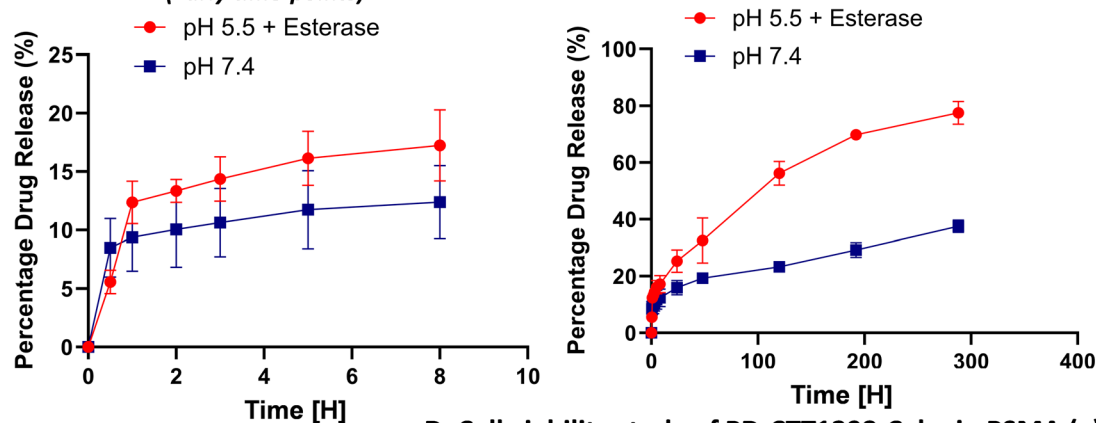 pH 5.5 + Esterase
pH 7.4
Percentage Drug Release (%)
25
20
15
10
5
0
0 2 4 6 8 10
Time [H]
pH 5.5 + Esterase
pH 7.4
Percentage Drug Release (%)
100
80
60
40
20
0
0 100 200 300 400
Time [H]